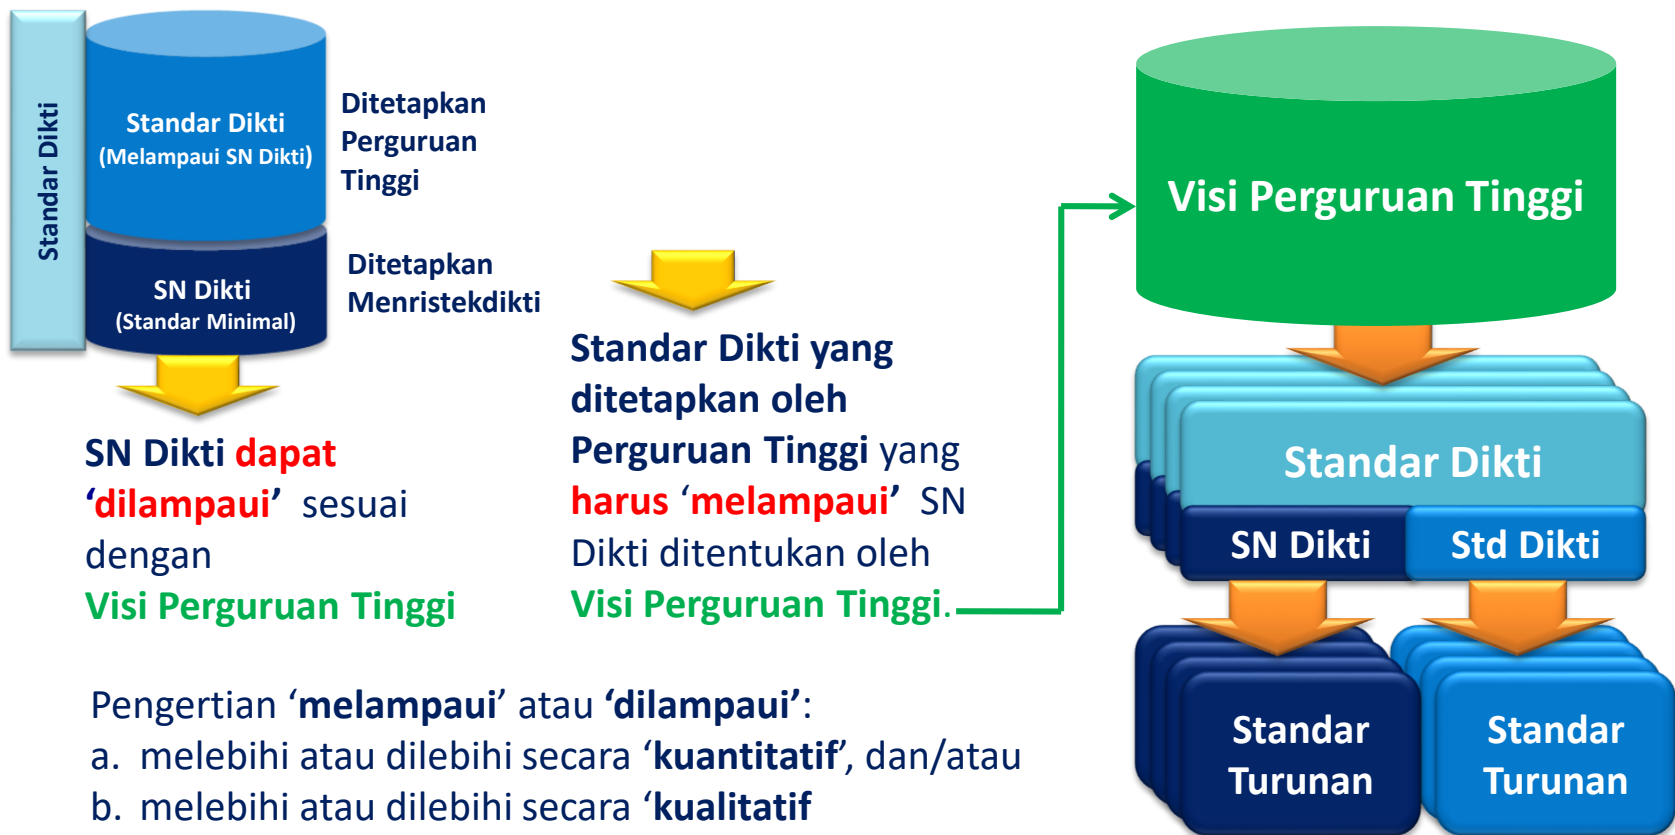 Standar Dikti
Standar Dikti
(Melampaui SN Dikti)
SN Dikti
(Standar Minimal)
Ditetapkan
Perguruan
Tinggi
Ditetapkan
Menristekdikti
SN Dikti dapat
‘dilampaui’ sesuai
dengan
Visi Perguruan Tinggi
Standar Dikti yang
ditetapkan oleh
Perguruan Tinggi yang
harus ‘melampaui’ SN
Dikti ditentukan oleh
Visi Perguruan Tinggi.
Pengertian ‘melampaui’ atau ‘dilampaui’:
a. melebihi atau dilebihi secara ‘kuantitatif’, dan/atau
b. melebihi atau dilebihi secara ‘kualitatif
Visi Perguruan Tinggi
Standar Dikti
SN Dikti
Std Dikti
Standar
Turunan
Standar
Turunan